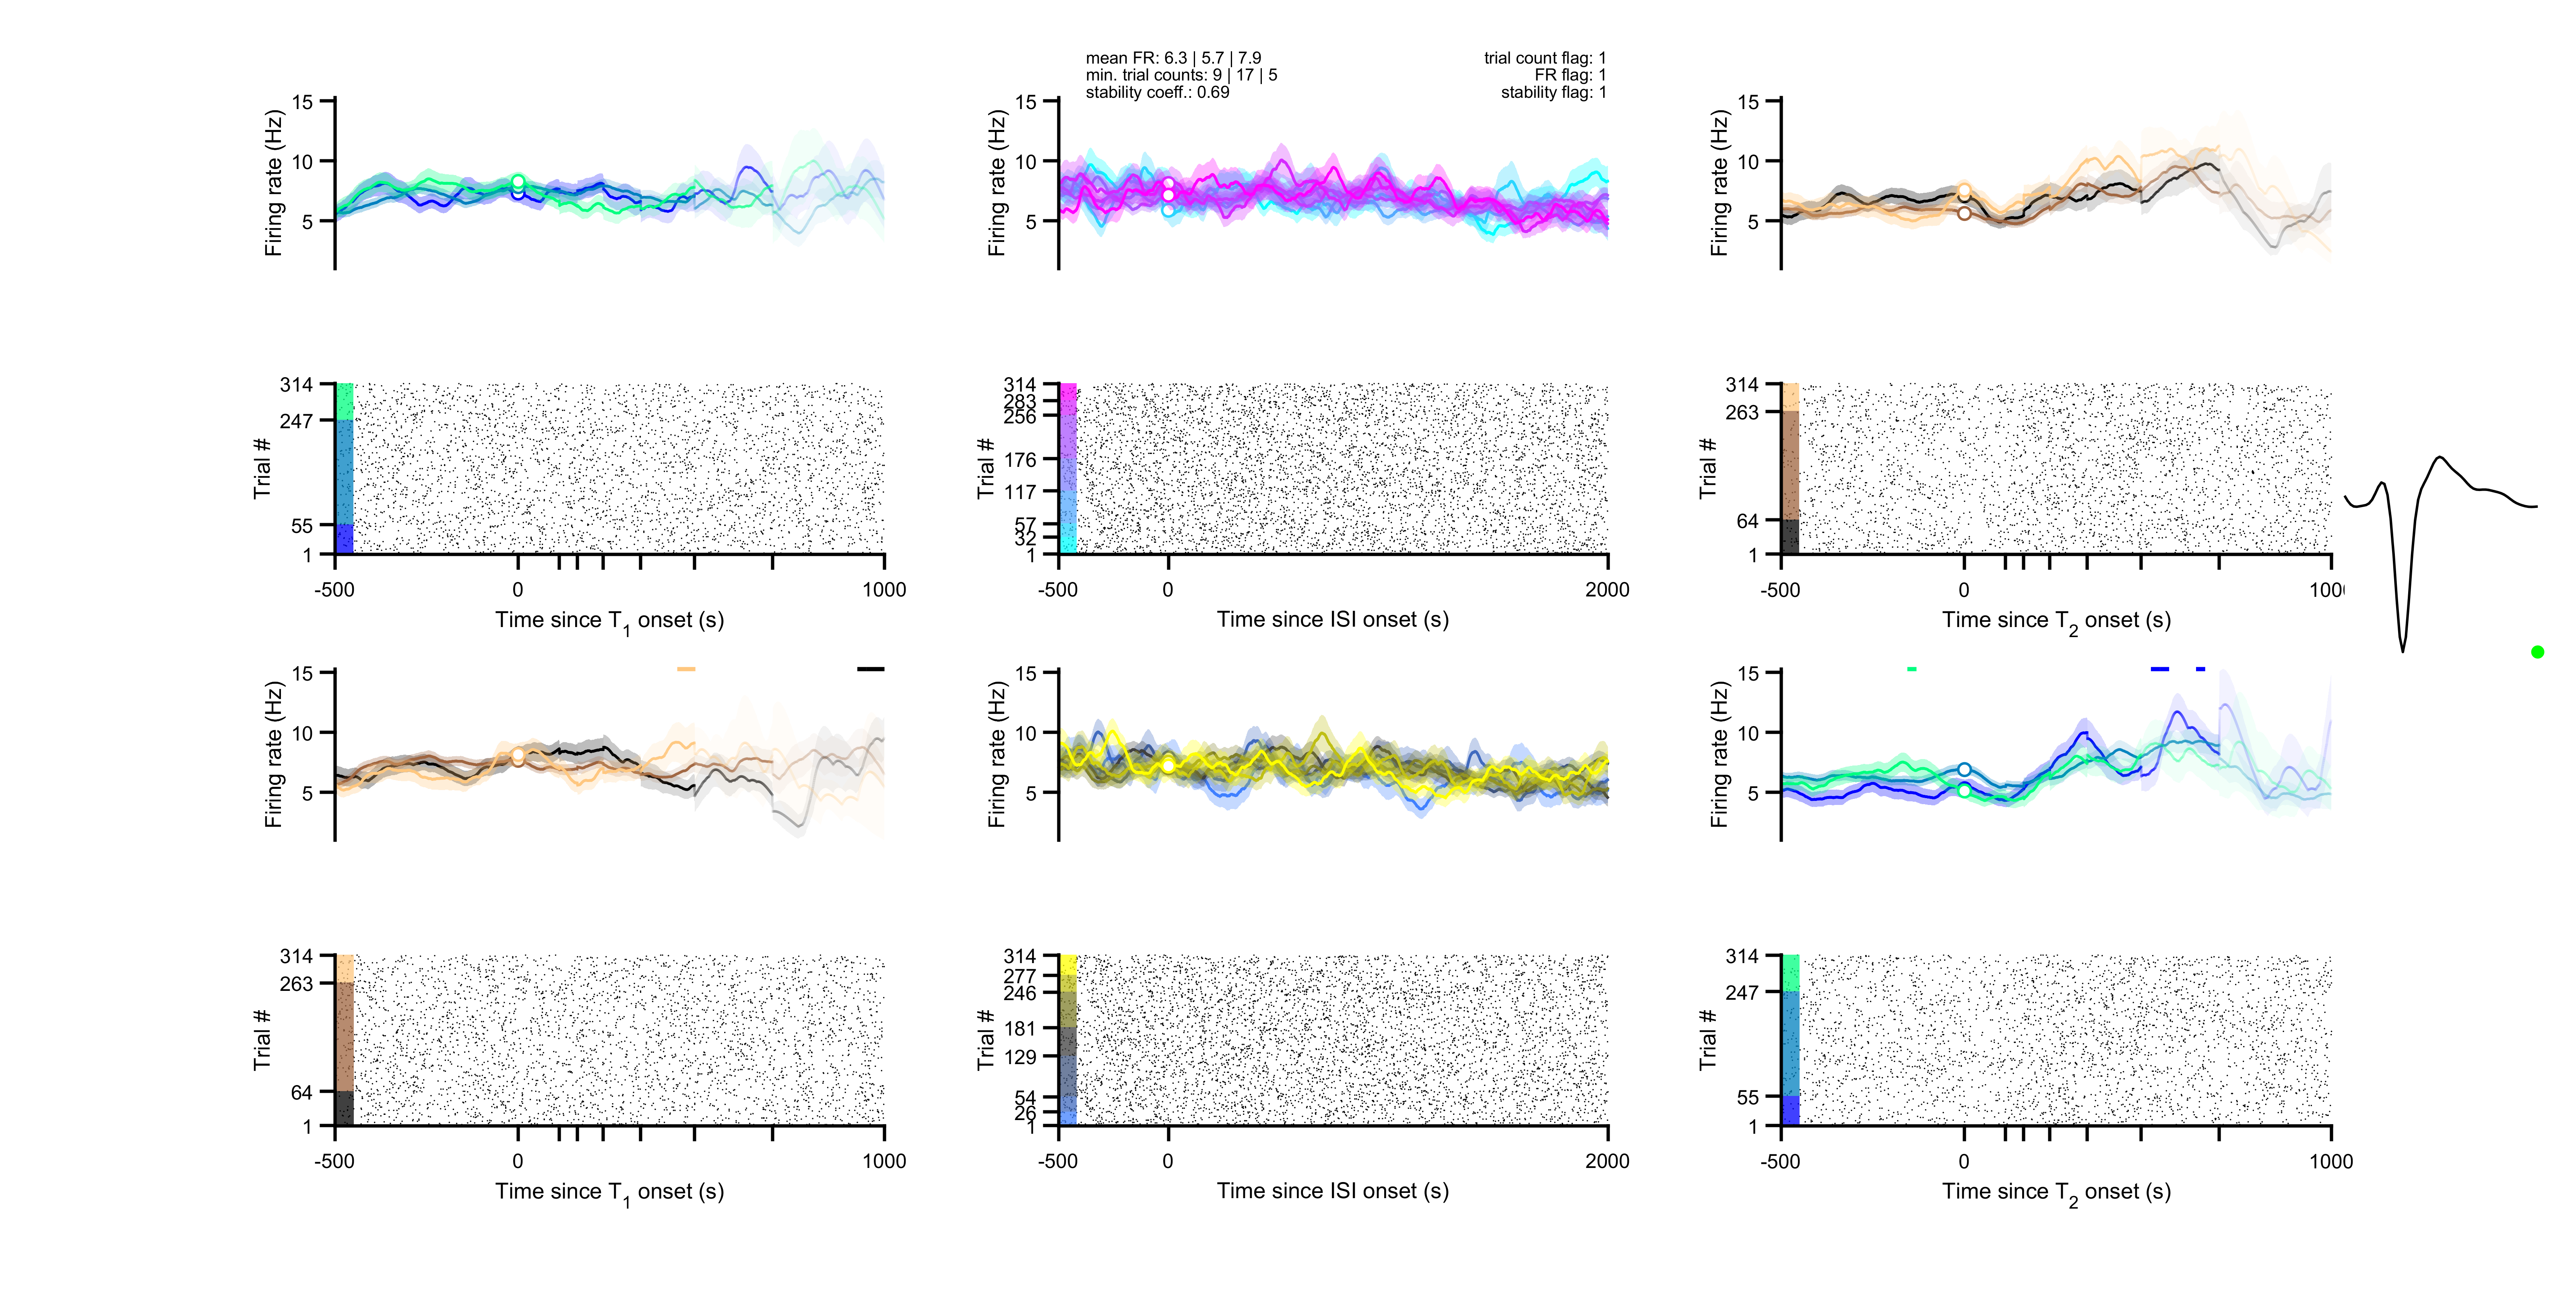 mean FR: 6.3 | 5.7 | 7.9
min. trial counts: 9 | 17 | 5
stability coeff.: 0.69
trial count flag: 1
FR flag: 1
stability flag: 1
Firing rate (Hz)
15
10
5
Firing rate (Hz)
15
10
5
Firing rate (Hz)
15
10
5
Trial #
314
247
55
1
-500
0
1000
Time since T1 onset (s)
Trial #
314
283
256
176
117
57
32
1
-500
0
2000
Time since ISI onset (s)
Trial #
314
263
64
1
-500
0
100
Time since T2 onset (s)
Firing rate (Hz)
15
10
5
Firing rate (Hz)
15
10
5
Firing rate (Hz)
15
10
5
Trial #
314
263
64
1
-500
0
1000
Time since T1 onset (s)
Trial #
314
277
246
181
129
54
26
1
-500
0
2000
Time since ISI onset (s)
Trial #
314
247
55
1
-500
0
1000
Time since T2 onset (s)